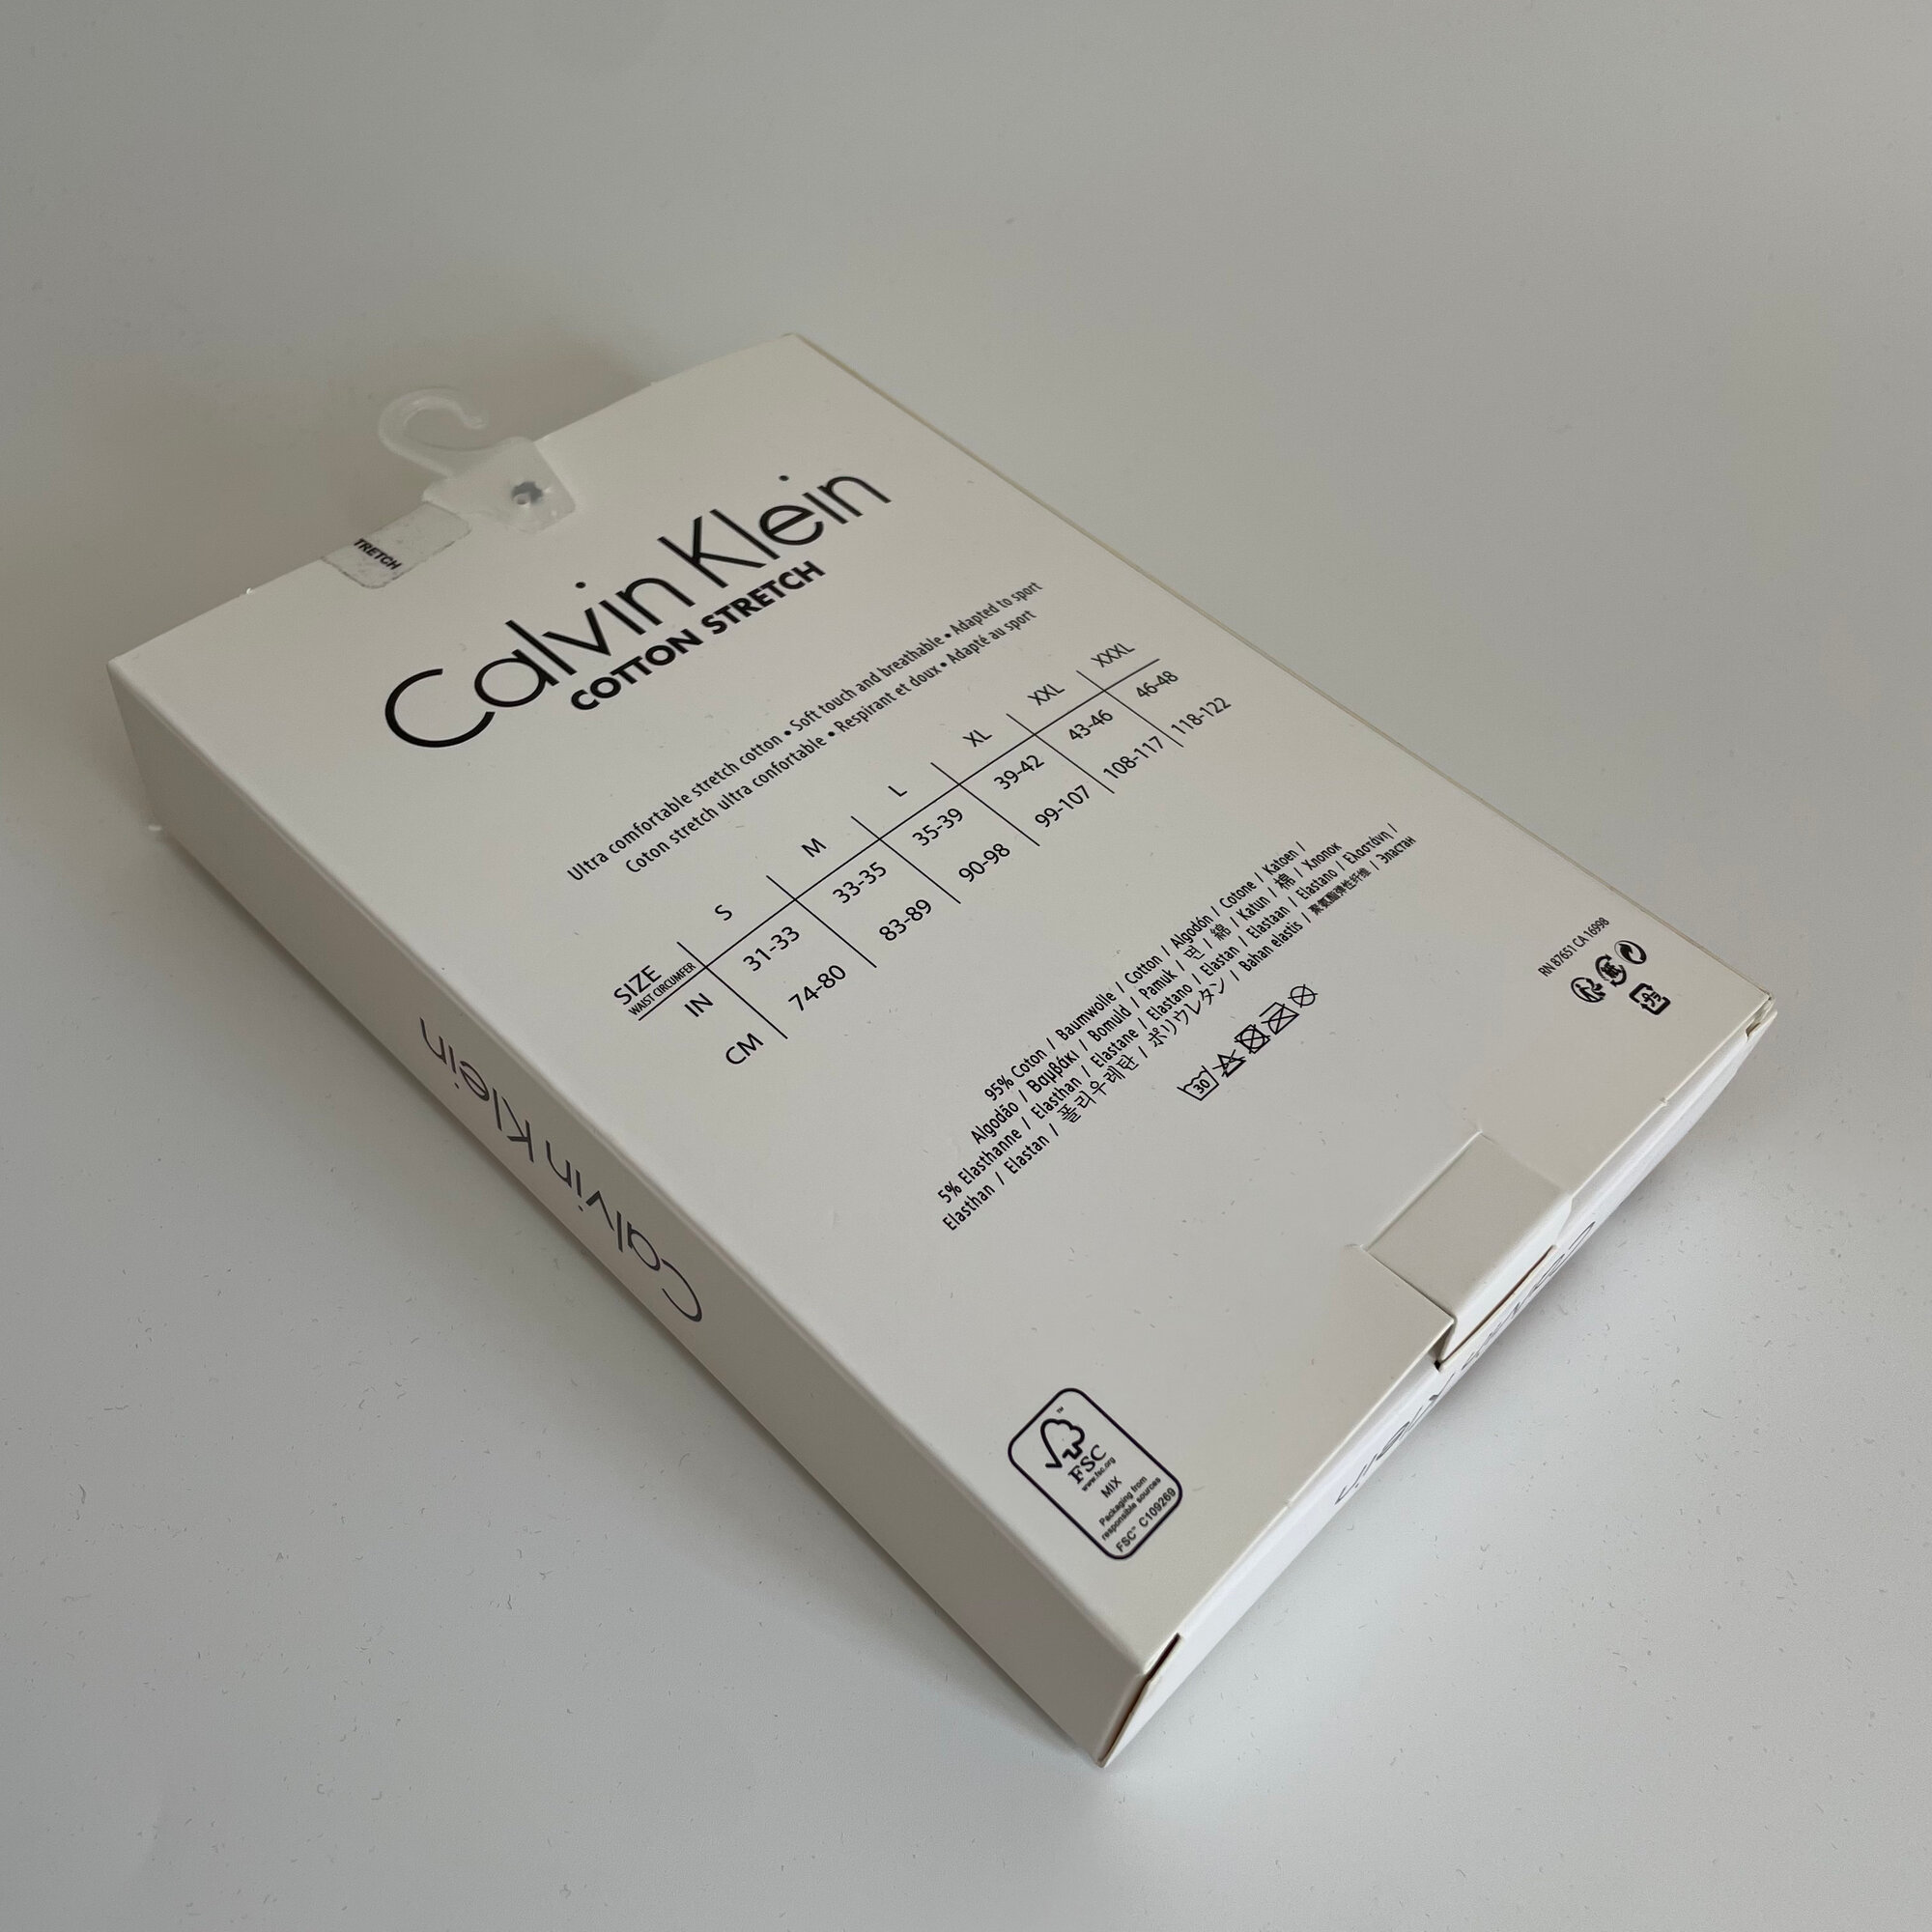 TRETCH
Calvin Klein
COTTON STRETCH
Ultra comfortable stretch cotton • Soft touch and breathable • Adapted to sport
Coton stretch ultra confortable • Respirant et doux • Adapté au sport
SIZE S M L XL XXL XXXL
WAIST CIRCUMFER
IN 31-33 33-35 35-39 39-42 43-46 46-48
CM 74-80 83-89 90-98 99-107 108-117 118-122
95% Coton / Baumwolle / Cotton / Algodón / Cotone / Katoen /
Algodão / Βαμβάκι / Bomuld / Pamuk / 면 / 綿 / Katun / 棉 / Хлопок
5% Elasthanne / Elasthan / Elastane / Elastano / Elastan / Elastaan / Elastano / Ελαστάνη /
Elasthan / Elastan / 폴리우레탄 / ポリウレタン / Bahan elastis / 聚氨酯弹性纤维 / Эластан
30
RN 87651 CA 16998
Calvin Klein
FSC
www.fsc.org
MIX
Packaging from
responsible sources
FSC™ C109269